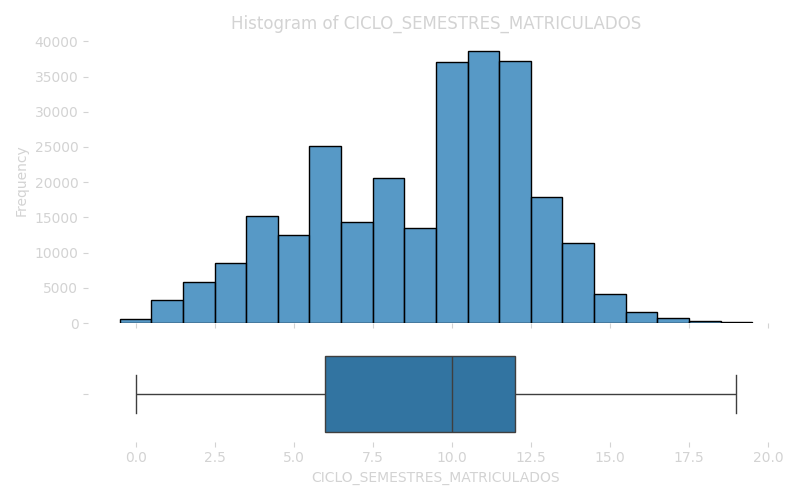 Histogram of CICLO_SEMESTRES_MATRICULADOS
40000
35000
30000
25000
20000
15000
10000
5000
0
Frequency
0.0 2.5 5.0 7.5 10.0 12.5 15.0 17.5 20.0
CICLO_SEMESTRES_MATRICULADOS